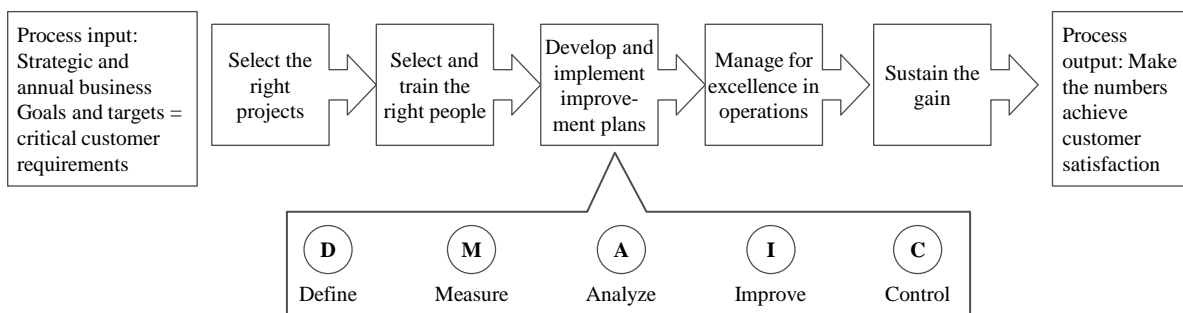 Process input:
Strategic and
annual business
Goals and targets =
critical customer
requirements
Select the
right
projects
Select and
train the
right people
Develop and
implement
improve-
ment plans
Manage for
excellence in
operations
Sustain the
gain
Process
output: Make
the numbers
achieve
customer
satisfaction
D
Define
M
Measure
A
Analyze
I
Improve
C
Control